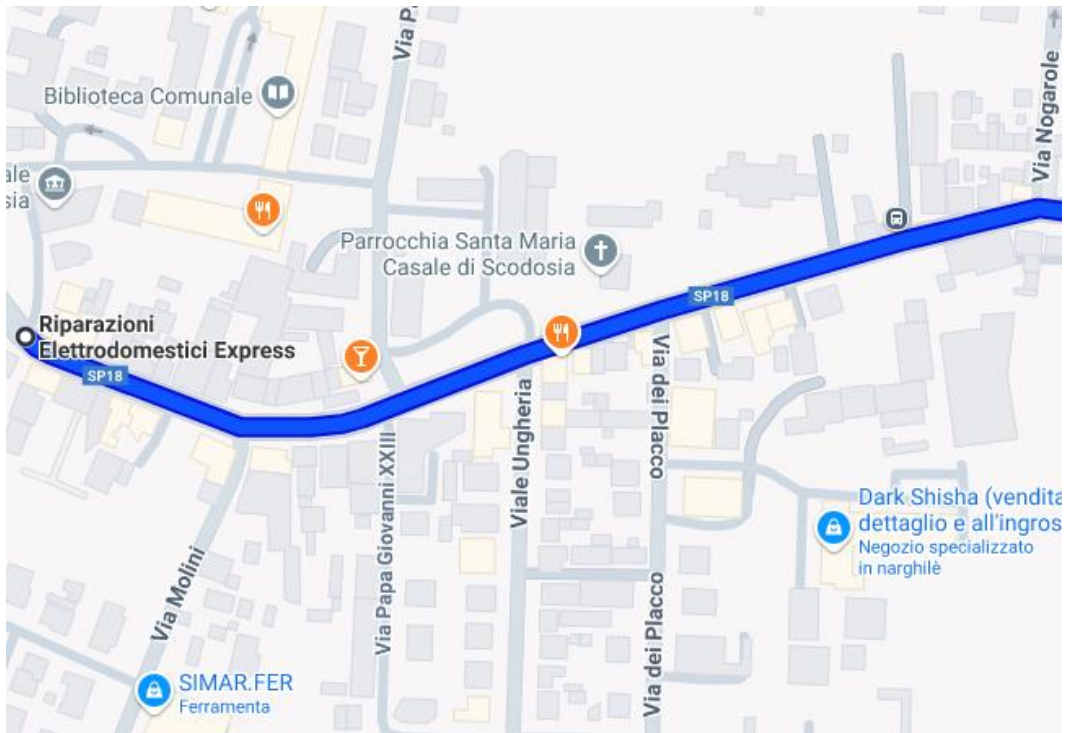 Via P
Biblioteca Comunale
Via Nogarole
ale
sia
Parrocchia Santa Maria
Casale di Scodosia
SP18
Riparazioni
Elettrodomestici Express
SP18
Via dei Placco
Viale Ungheria
Via Papa Giovanni XXIII
Via Molini
Dark Shisha (vendita
dettaglio e all'ingros
Negozio specializzato
in narghilè
Via dei Placco
SIMAR.FER
Ferramenta